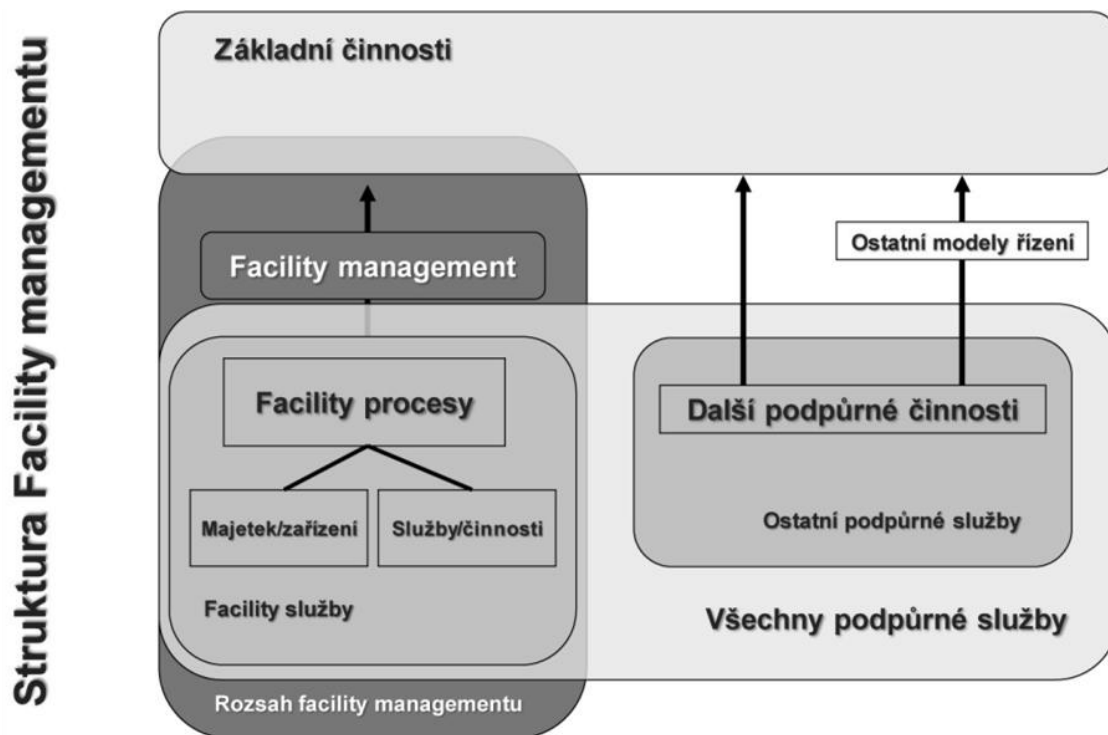 Struktura Facility managementu
Základní činnosti
Ostatní modely řízení
Facility management
Facility procesy
Další podpůrné činnosti
Majetek/zařízení
Služby/činnosti
Ostatní podpůrné služby
Facility služby
Všechny podpůrné služby
Rozsah facility managementu